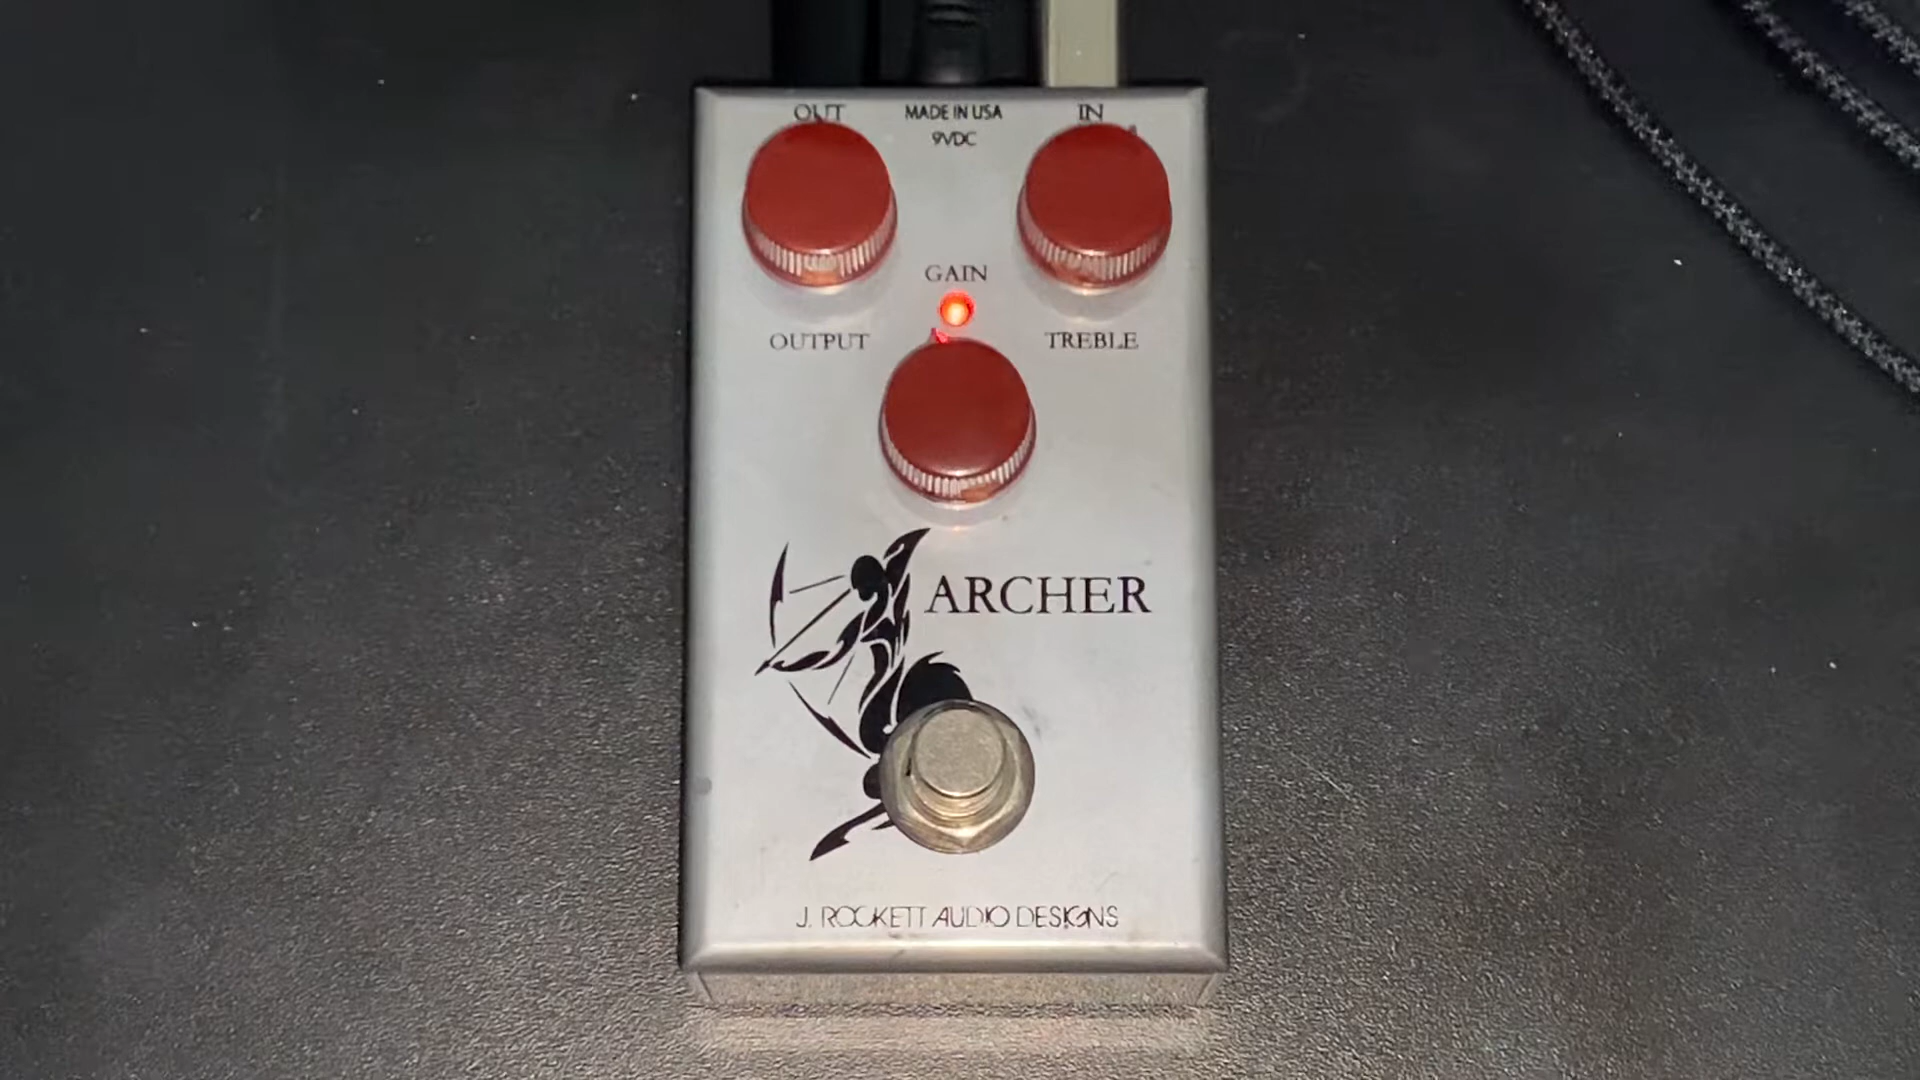 OUT MADE IN USA IN
9VDC
GAIN
OUTPUT TREBLE
ARCHER
J. ROCKETT AUDIO DESIGNS